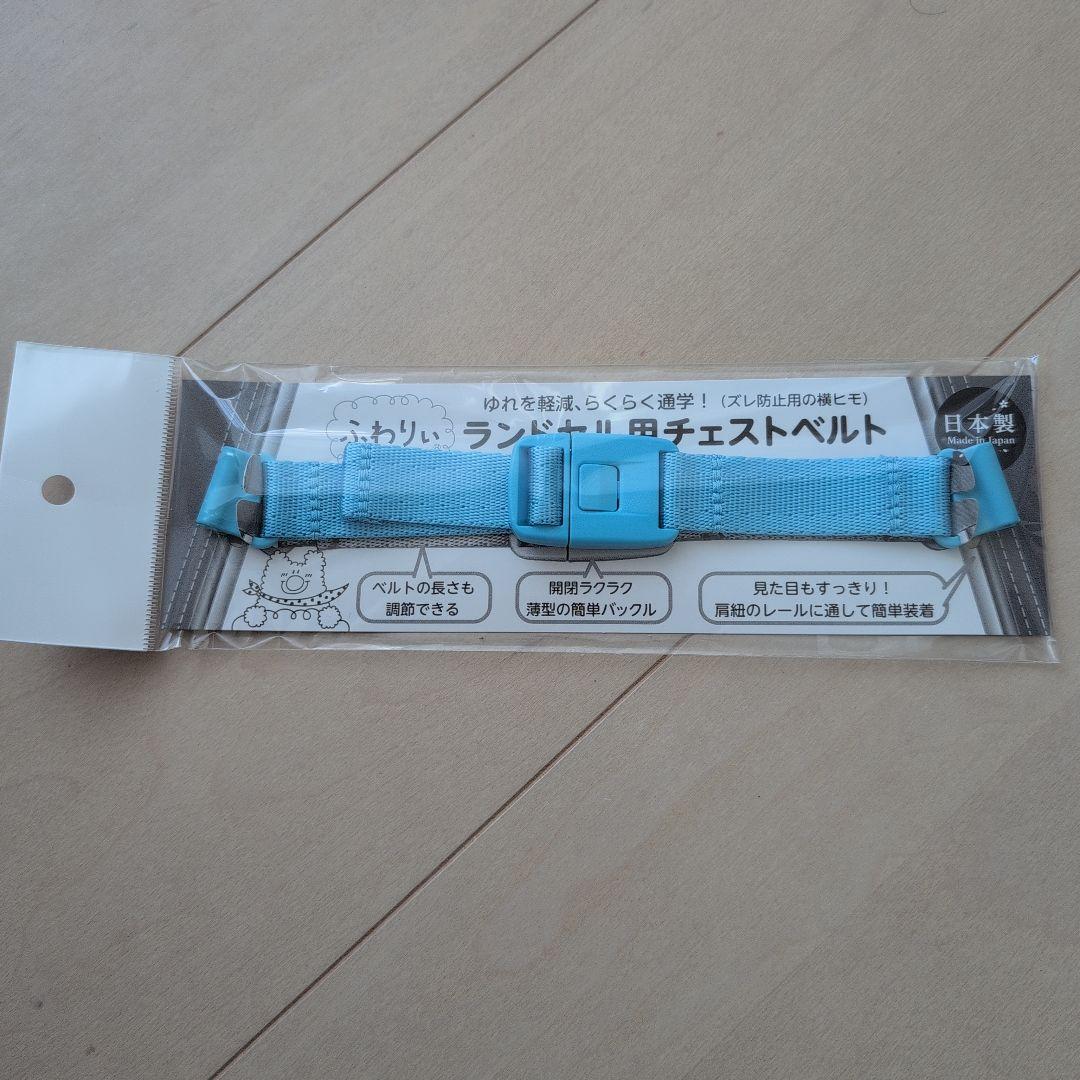 ゆれを軽減、らくらく通学！（ズレ防止用の横ヒモ）
ふわりぃ
ランドセル用チェストベルト
日本製
Made in Japan
ベルトの長さも
調節できる
開閉ラクラク
薄型の簡単バックル
見た目もすっきり！
肩紐のレールに通して簡単装着